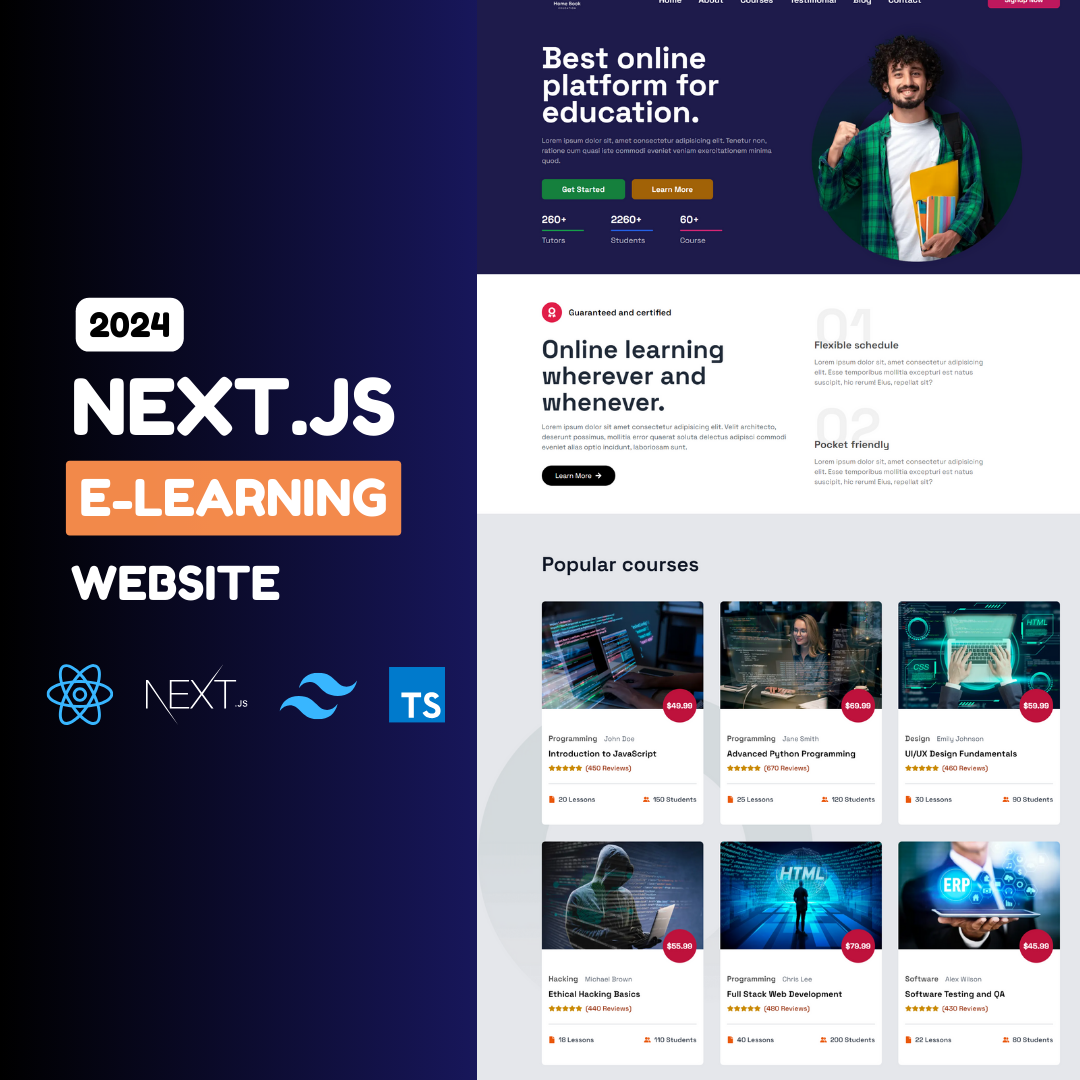 2024
NEXT.JS
E-LEARNING
WEBSITE
NEXT.JS
TS
Home Book
Home About Courses Testimonial Blog Contact
SignUp Now
Best online
platform for
education.
Lorem ipsum dolor sit, amet consectetur adipisicing elit. Tenetur non,
ratione cum quasi iste commodi eveniet veniam exercitationem minima
quod.
Get Started Learn More
260+ 2260+ 60+
Tutors Students Course
Guaranteed and certified
Online learning
wherever and
whenever.
Lorem ipsum dolor sit amet consectetur adipisicing elit. Velit architecto,
deserunt possimus, mollitia error quaerat soluta delectus adipisci commodi
eveniet alias optio incidunt, laboriosam sunt.
Learn More
01
Flexible schedule
Lorem ipsum dolor sit, amet consectetur adipisicing
elit. Esse temporibus mollitia excepturi est natus
suscipit, hic rerum! Eius, repellat sit?
02
Pocket friendly
Lorem ipsum dolor sit, amet consectetur adipisicing
elit. Esse temporibus mollitia excepturi est natus
suscipit, hic rerum! Eius, repellat sit?
Popular courses
$49.99
Programming John Doe
Introduction to JavaScript
(450 Reviews)
20 Lessons 150 Students
$69.99
Programming Jane Smith
Advanced Python Programming
(670 Reviews)
25 Lessons 120 Students
HTML
CSS
$59.99
Design Emily Johnson
UI/UX Design Fundamentals
(460 Reviews)
30 Lessons 90 Students
$55.99
Hacking Michael Brown
Ethical Hacking Basics
(440 Reviews)
18 Lessons 110 Students
HTML
$79.99
Programming Chris Lee
Full Stack Web Development
(480 Reviews)
40 Lessons 200 Students
ERP
$45.99
Software Alex Wilson
Software Testing and QA
(430 Reviews)
22 Lessons 80 Students